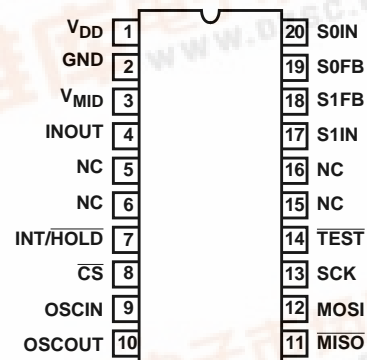 VDD 1 20 S0IN
GND 2 19 S0FB
VMID 3 18 S1FB
INOUT 4 17 S1IN
NC 5 16 NC
NC 6 15 NC
INT/HOLD 7 14 TEST
CS 8 13 SCK
OSCIN 9 12 MOSI
OSCOUT 10 11 MISO